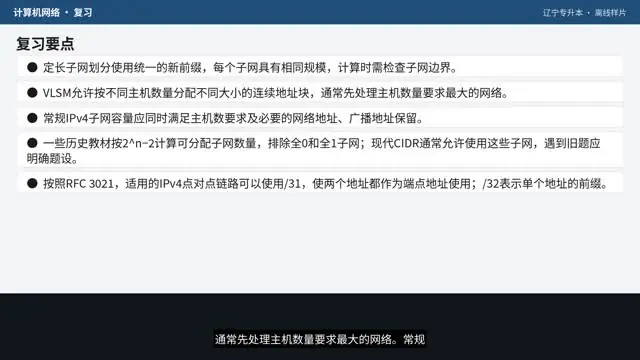 计算机网络 · 复习
辽宁专升本 · 离线样片
复习要点
● 定长子网划分使用统一的新前缀，每个子网具有相同规模，计算时需检查子网边界。
● VLSM允许按不同主机数量分配不同大小的连续地址块，通常先处理主机数量要求最大的网络。
● 常规IPv4子网容量应同时满足主机数要求及必要的网络地址、广播地址保留。
● 一些历史教材按2^n−2计算可分配子网数量，排除全0和全1子网；现代CIDR通常允许使用这些子网，遇到旧题应
明确题设。
● 按照RFC 3021，适用的IPv4点对点链路可以使用/31，使两个地址都作为端点地址使用；/32表示单个地址的前缀。
通常先处理主机数量要求最大的网络。常规